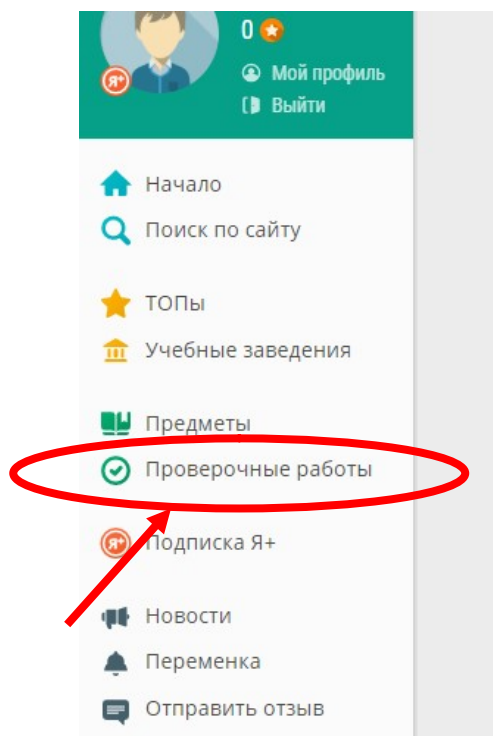 0
Я+
Мой профиль
Выйти
Начало
Поиск по сайту
ТОПы
Учебные заведения
Предметы
Проверочные работы
Я+ Подписка Я+
Новости
Переменка
Отправить отзыв